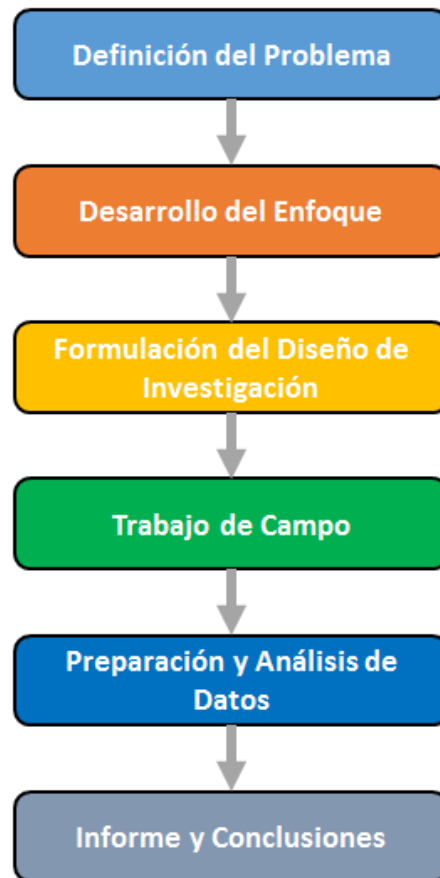 Definición del Problema
Desarrollo del Enfoque
Formulación del Diseño de
Investigación
Trabajo de Campo
Preparación y Análisis de
Datos
Informe y Conclusiones